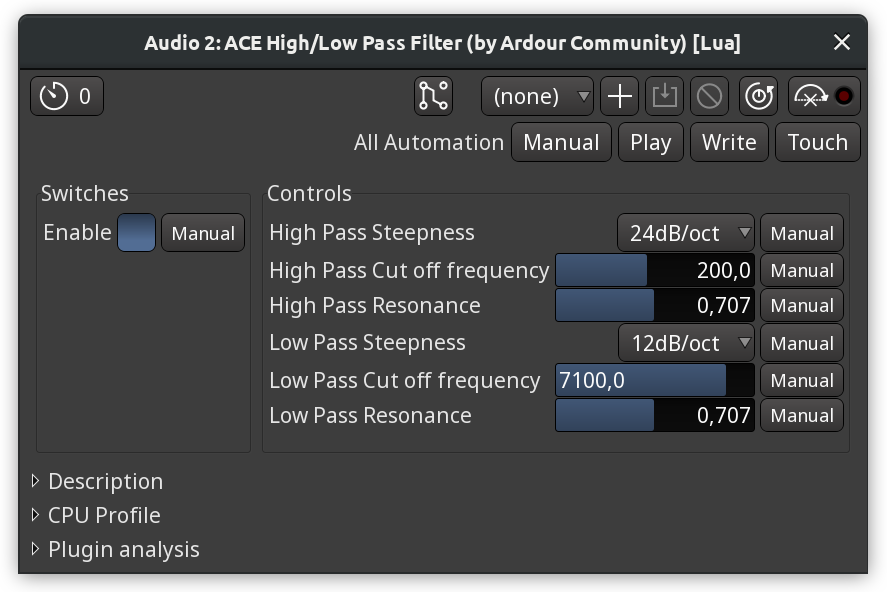 Audio 2: ACE High/Low Pass Filter (by Ardour Community) [Lua]
0 (none)
All Automation Manual Play Write Touch
Switches
Enable Manual
Controls
High Pass Steepness 24dB/oct Manual
High Pass Cut off frequency 200,0 Manual
High Pass Resonance 0,707 Manual
Low Pass Steepness 12dB/oct Manual
Low Pass Cut off frequency 7100,0 Manual
Low Pass Resonance 0,707 Manual
Description
CPU Profile
Plugin analysis